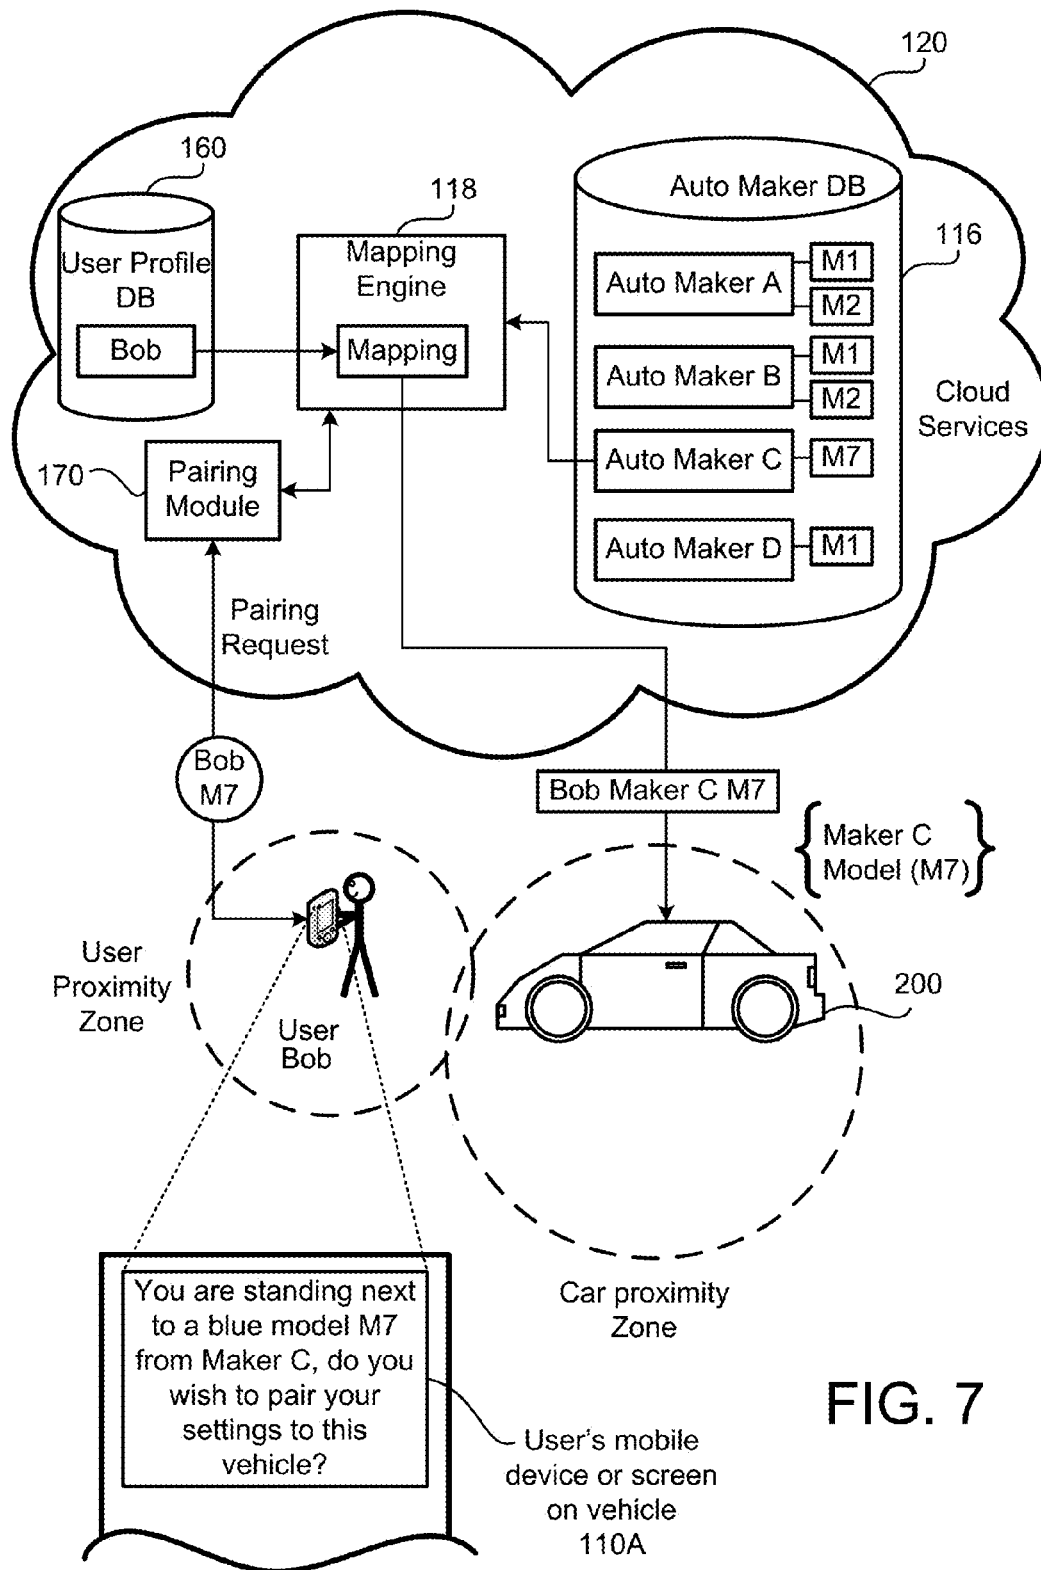 120
160
118
Auto Maker DB
116
User Profile
DB
Bob
Mapping
Engine
Mapping
Auto Maker A
M1
M2
Auto Maker B
M1
M2
Auto Maker C
M7
Auto Maker D
M1
Cloud
Services
170
Pairing
Module
Pairing
Request
Bob
M7
Bob Maker C M7
Maker C
Model (M7)
User
Proximity
Zone
User
Bob
200
Car proximity
Zone
You are standing next
to a blue model M7
from Maker C, do you
wish to pair your
settings to this
vehicle?
User's mobile
device or screen
on vehicle
110A
FIG. 7